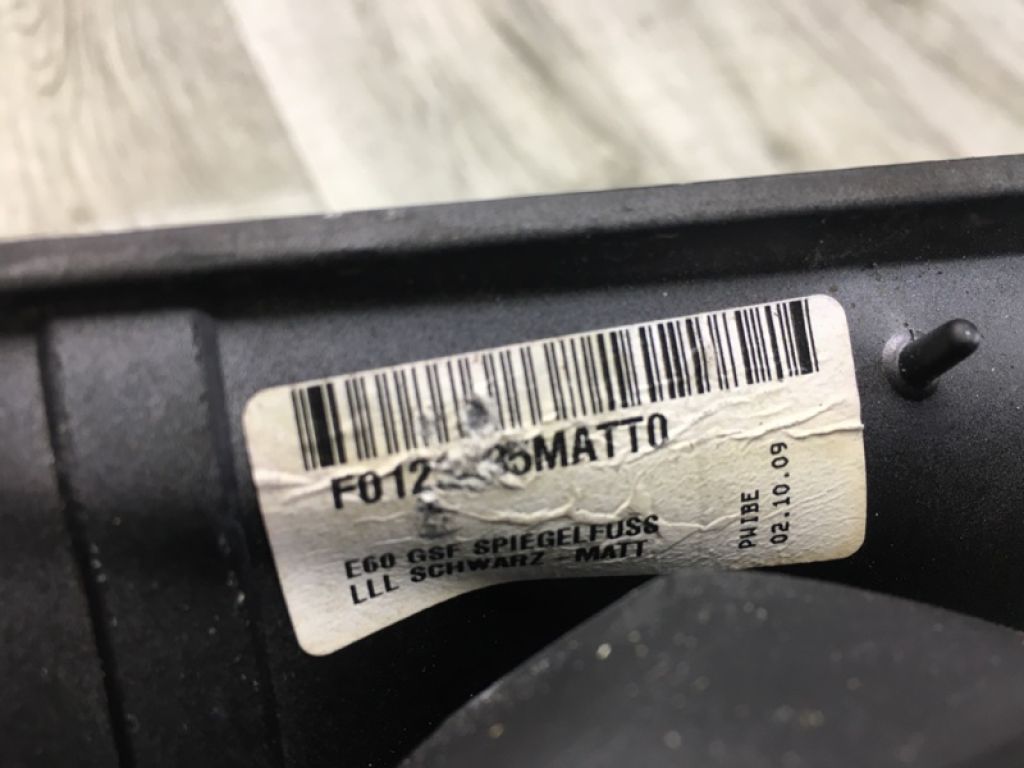 E60 GSF SPIEGELFUSS
LLL SCHWARZ MATT
PWIBE
02.10.09